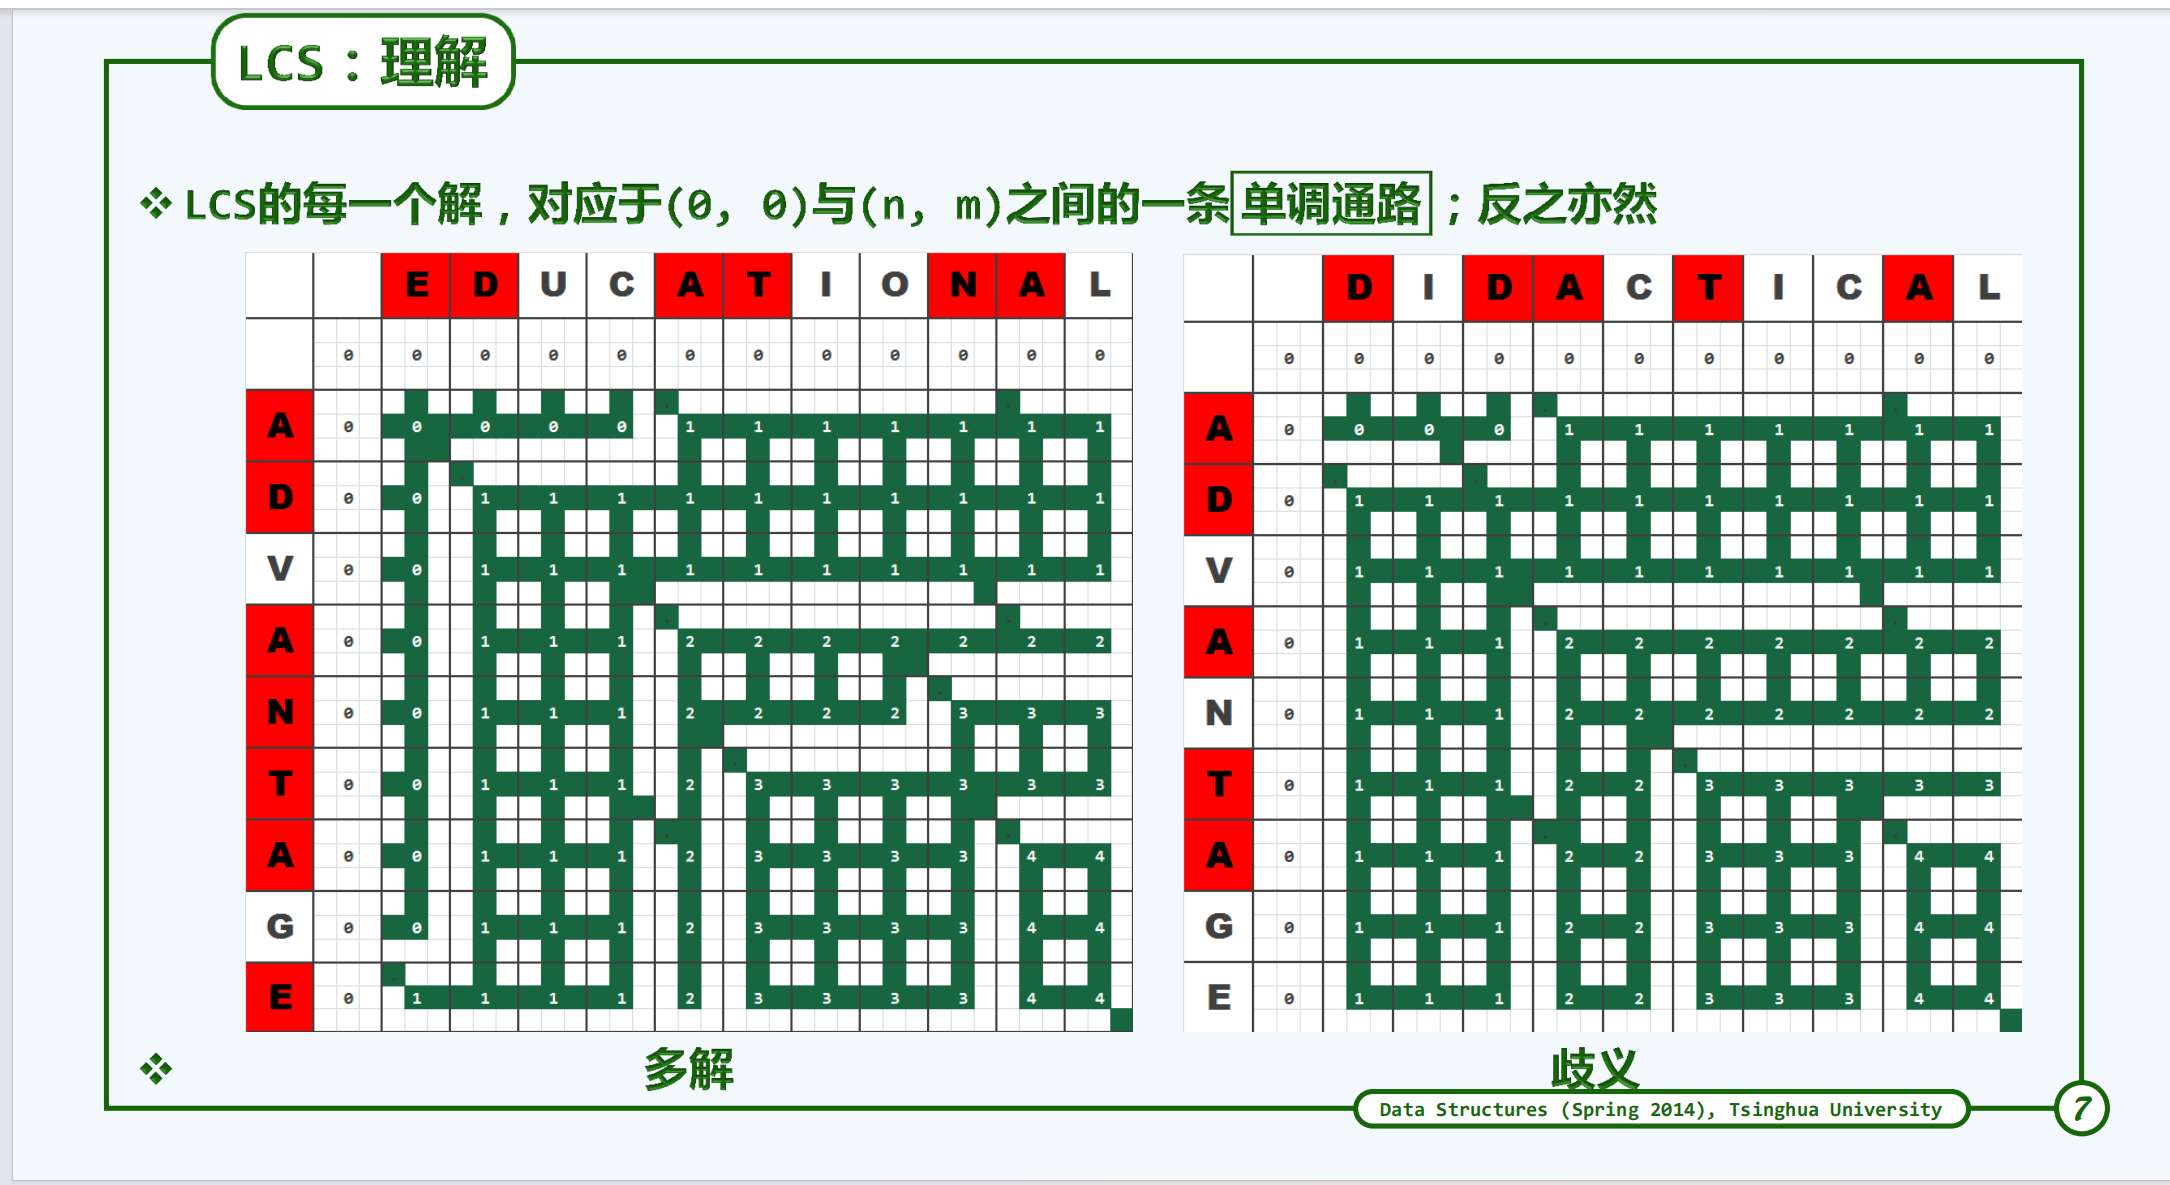 LCS：理解
❖ LCS的每一个解，对应于(0, 0)与(n, m)之间的一条单调通路；反之亦然
E D U C A T I O N A L
0 0 0 0 0 0 0 0 0 0 0 0
A 0 0 0 0 0 1 1 1 1 1 1 1
D 0 0 1 1 1 1 1 1 1 1 1 1
V 0 0 1 1 1 1 1 1 1 1 1 1
A 0 0 1 1 1 2 2 2 2 2 2 2
N 0 0 1 1 1 2 2 2 2 3 3 3
T 0 0 1 1 1 2 3 3 3 3 3 3
A 0 0 1 1 1 2 3 3 3 3 4 4
G 0 0 1 1 1 2 3 3 3 3 4 4
E 0 1 1 1 1 2 3 3 3 3 4 4
D I D A C T I C A L
0 0 0 0 0 0 0 0 0 0 0
A 0 0 0 0 1 1 1 1 1 1 1
D 0 1 1 1 1 1 1 1 1 1 1
V 0 1 1 1 1 1 1 1 1 1 1
A 0 1 1 1 2 2 2 2 2 2 2
N 0 1 1 1 2 2 2 2 2 2 2
T 0 1 1 1 2 2 3 3 3 3 3
A 0 1 1 1 2 2 3 3 3 4 4
G 0 1 1 1 2 2 3 3 3 4 4
E 0 1 1 1 2 2 3 3 3 4 4
❖ 多解 歧义
Data Structures (Spring 2014), Tsinghua University
7